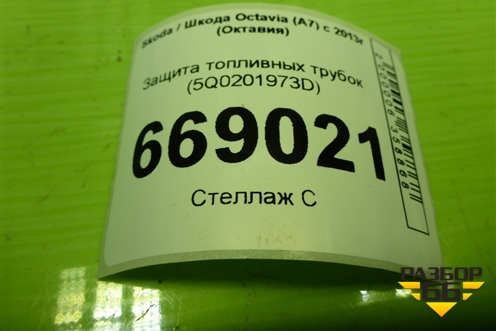 Skoda / Шкода Octavia (A7) с 2013г
(Октавия)
Защита топливных трубок
(5Q0201973D)
669021
Стеллаж С
РАЗБОР
66